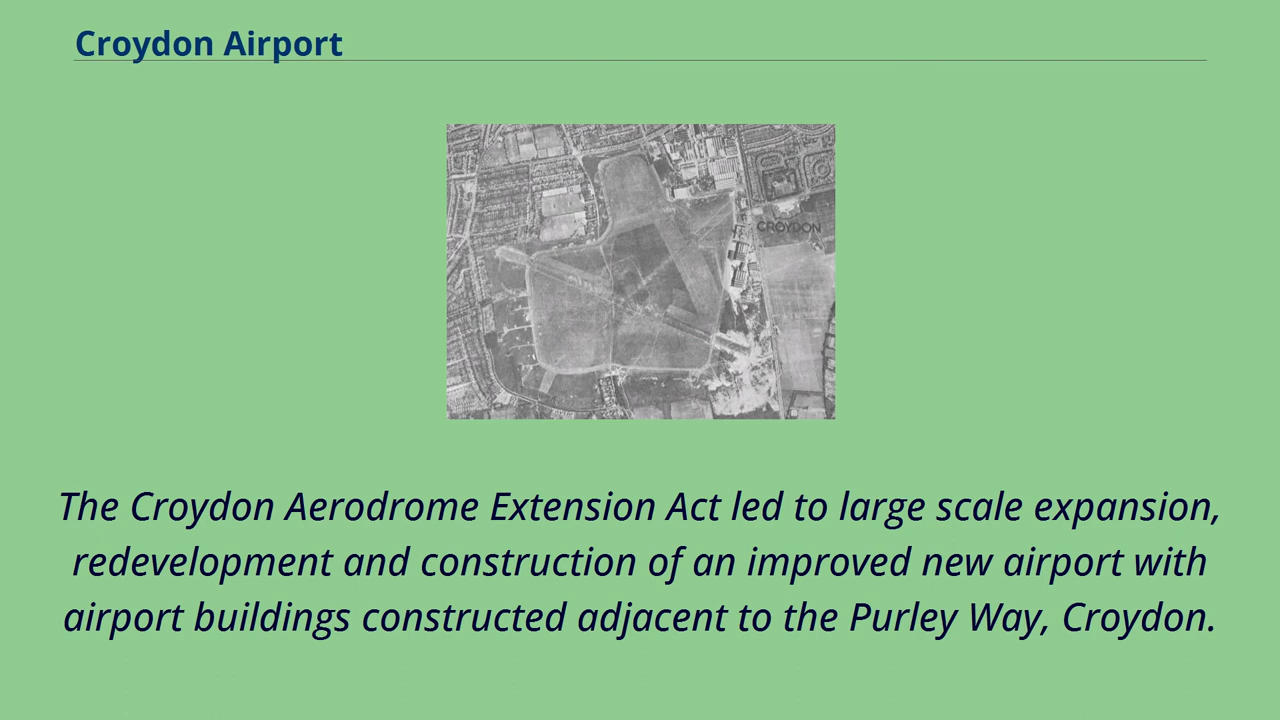 Croydon Airport
CROYDON
The Croydon Aerodrome Extension Act led to large scale expansion,
redevelopment and construction of an improved new airport with
airport buildings constructed adjacent to the Purley Way, Croydon.